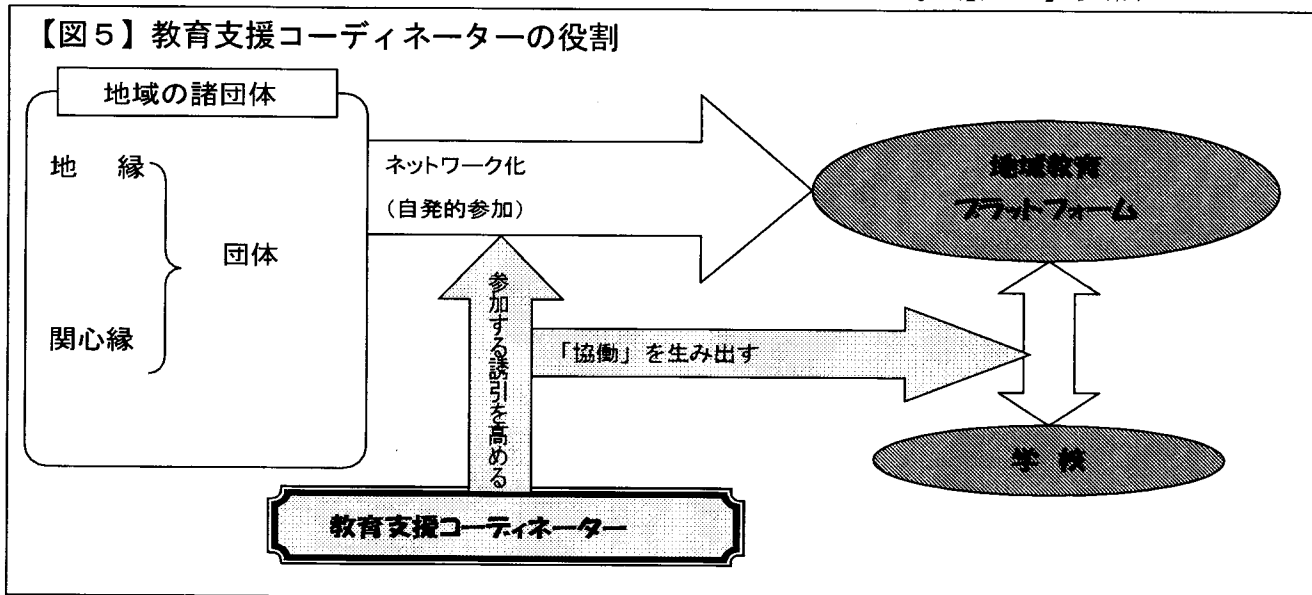 【図５】教育支援コーディネーターの役割
地域の諸団体
地　縁
団体
関心縁
ネットワーク化
（自発的参加）
地域教育
プラットフォーム
参加する誘引を高める
「協働」を生み出す
学校
教育支援コーディネーター